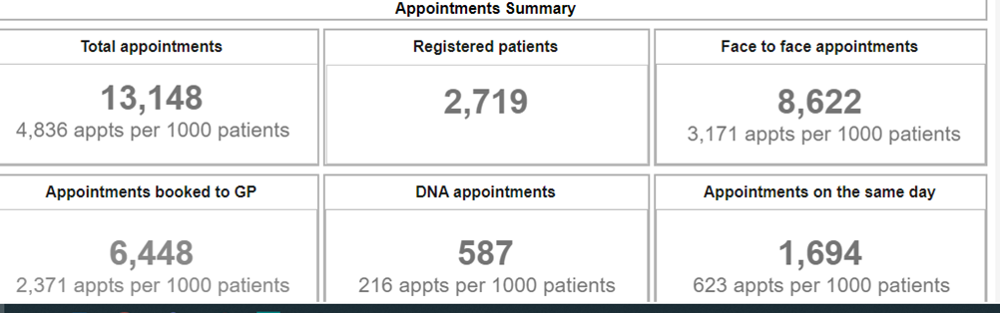 Appointments Summary
Total appointments
13,148
4,836 appts per 1000 patients
Registered patients
2,719
Face to face appointments
8,622
3,171 appts per 1000 patients
Appointments booked to GP
6,448
2,371 appts per 1000 patients
DNA appointments
587
216 appts per 1000 patients
Appointments on the same day
1,694
623 appts per 1000 patients